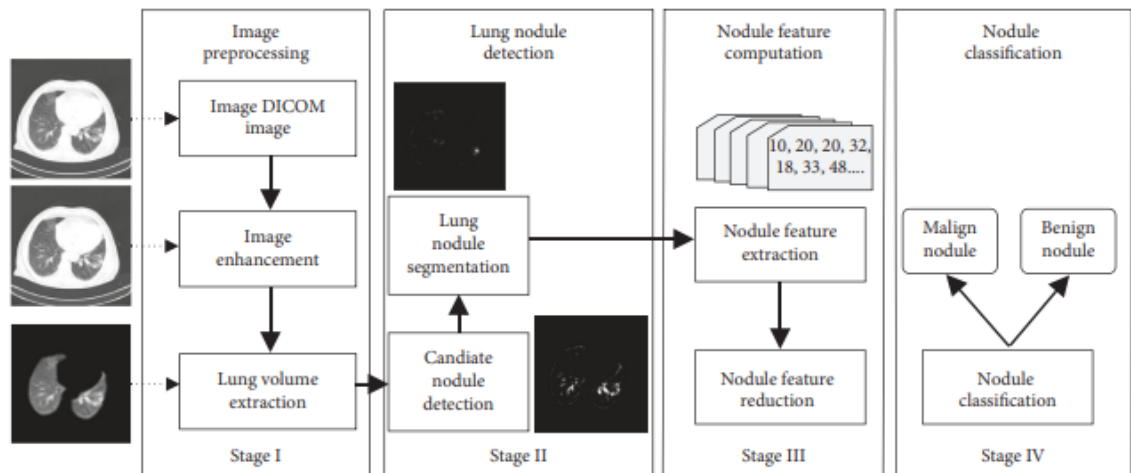 Image
preprocessing
Image DICOM
image
Image
enhancement
Lung volume
extraction
Stage I
Lung nodule
detection
Lung
nodule
segmentation
Candiate
nodule
detection
Stage II
Nodule feature
computation
10, 20, 20, 32,
18, 33, 48....
Nodule feature
extraction
Nodule feature
reduction
Stage III
Nodule
classification
Malign
nodule
Benign
nodule
Nodule
classification
Stage IV